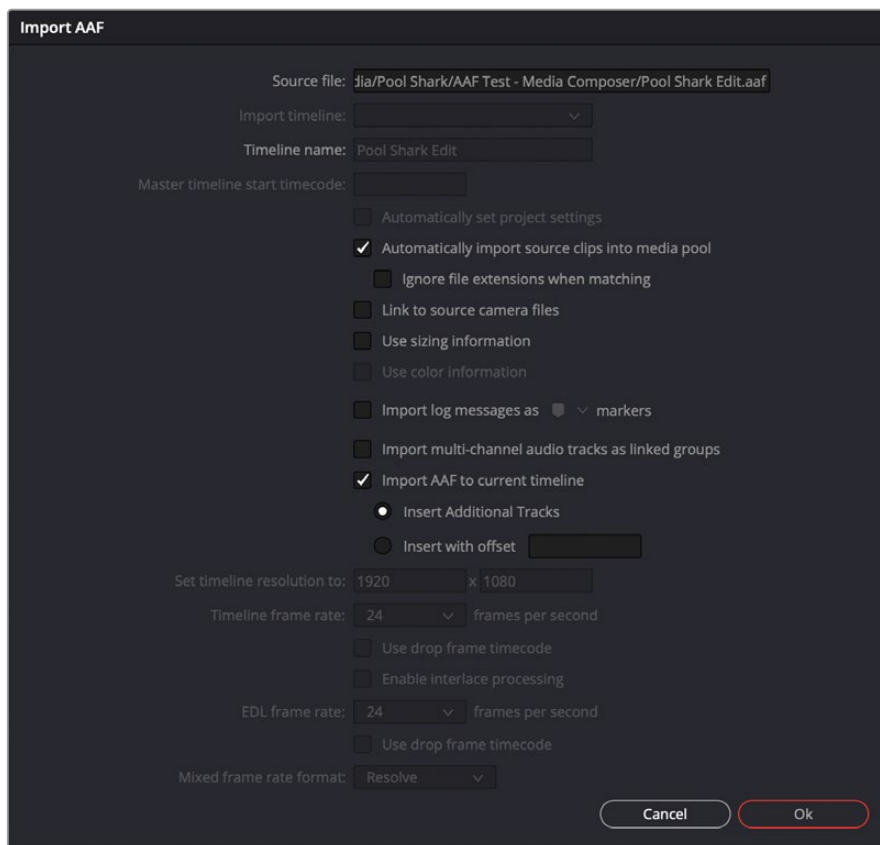 Import AAF
Source file: dia/Pool Shark/AAF Test - Media Composer/Pool Shark Edit.aaf
Import timeline:
Timeline name: Pool Shark Edit
Master timeline start timecode:
Automatically set project settings
Automatically import source clips into media pool
Ignore file extensions when matching
Link to source camera files
Use sizing information
Use color information
Import log messages as markers
Import multi-channel audio tracks as linked groups
Import AAF to current timeline
Insert Additional Tracks
Insert with offset
Set timeline resolution to: 1920 x 1080
Timeline frame rate: 24 frames per second
Use drop frame timecode
Enable interlace processing
EDL frame rate: 24 frames per second
Use drop frame timecode
Mixed frame rate format: Resolve
Cancel Ok